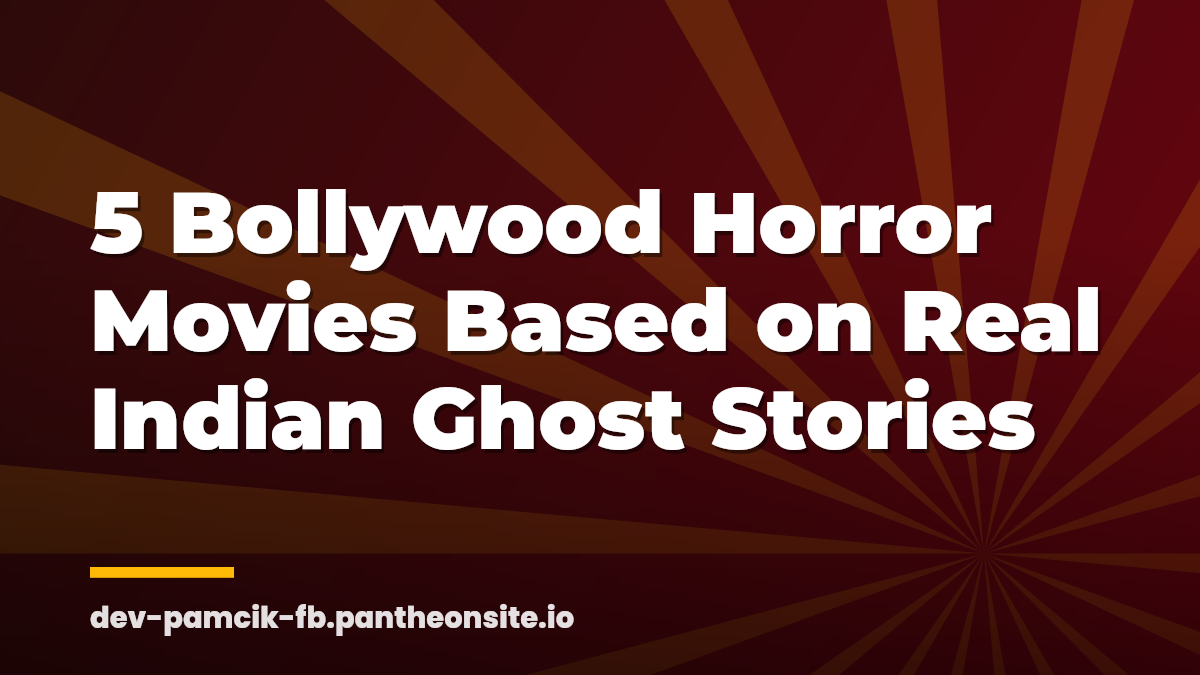 5 Bollywood Horror
Movies Based on Real
Indian Ghost Stories
dev-pamcik-fb.pantheonsite.io